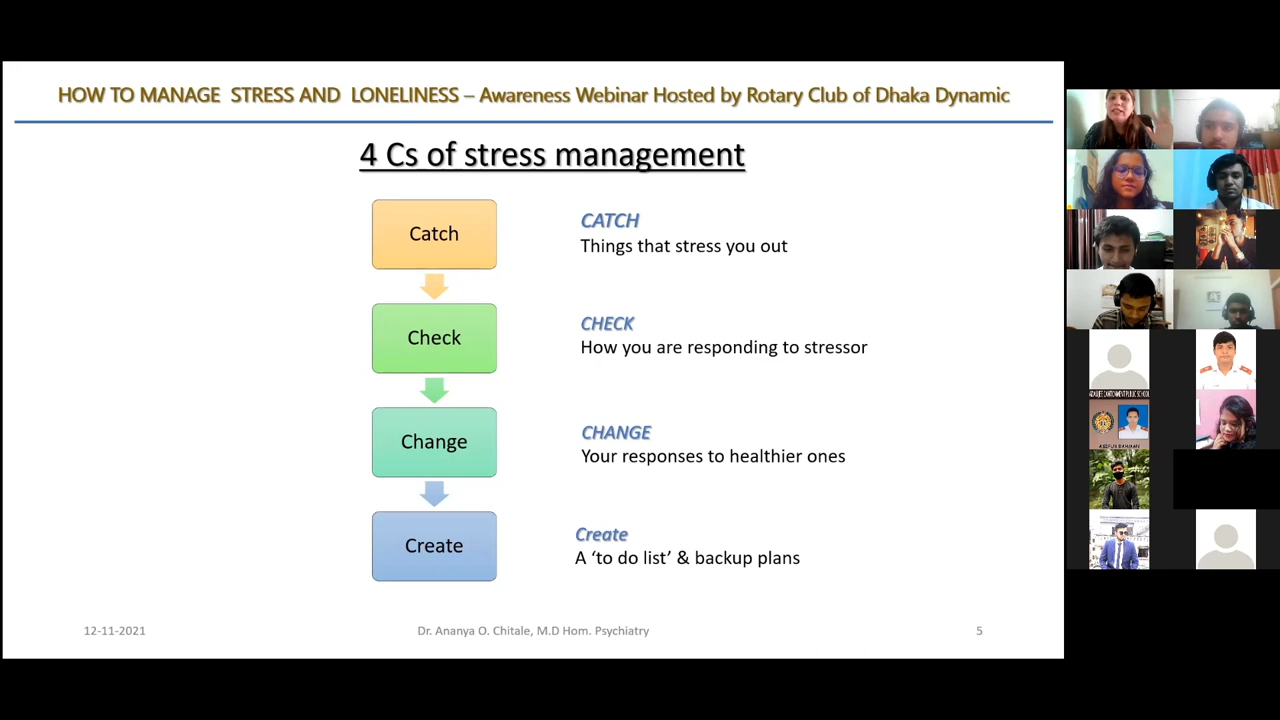 HOW TO MANAGE STRESS AND LONELINESS – Awareness Webinar Hosted by Rotary Club of Dhaka Dynamic
4 Cs of stress management
Catch
CATCH
Things that stress you out
Check
CHECK
How you are responding to stressor
Change
CHANGE
Your responses to healthier ones
Create
Create
A ‘to do list’ & backup plans
12-11-2021
Dr. Ananya O. Chitale, M.D Hom. Psychiatry
5
CANTONMENT PUBLIC SCHOOL